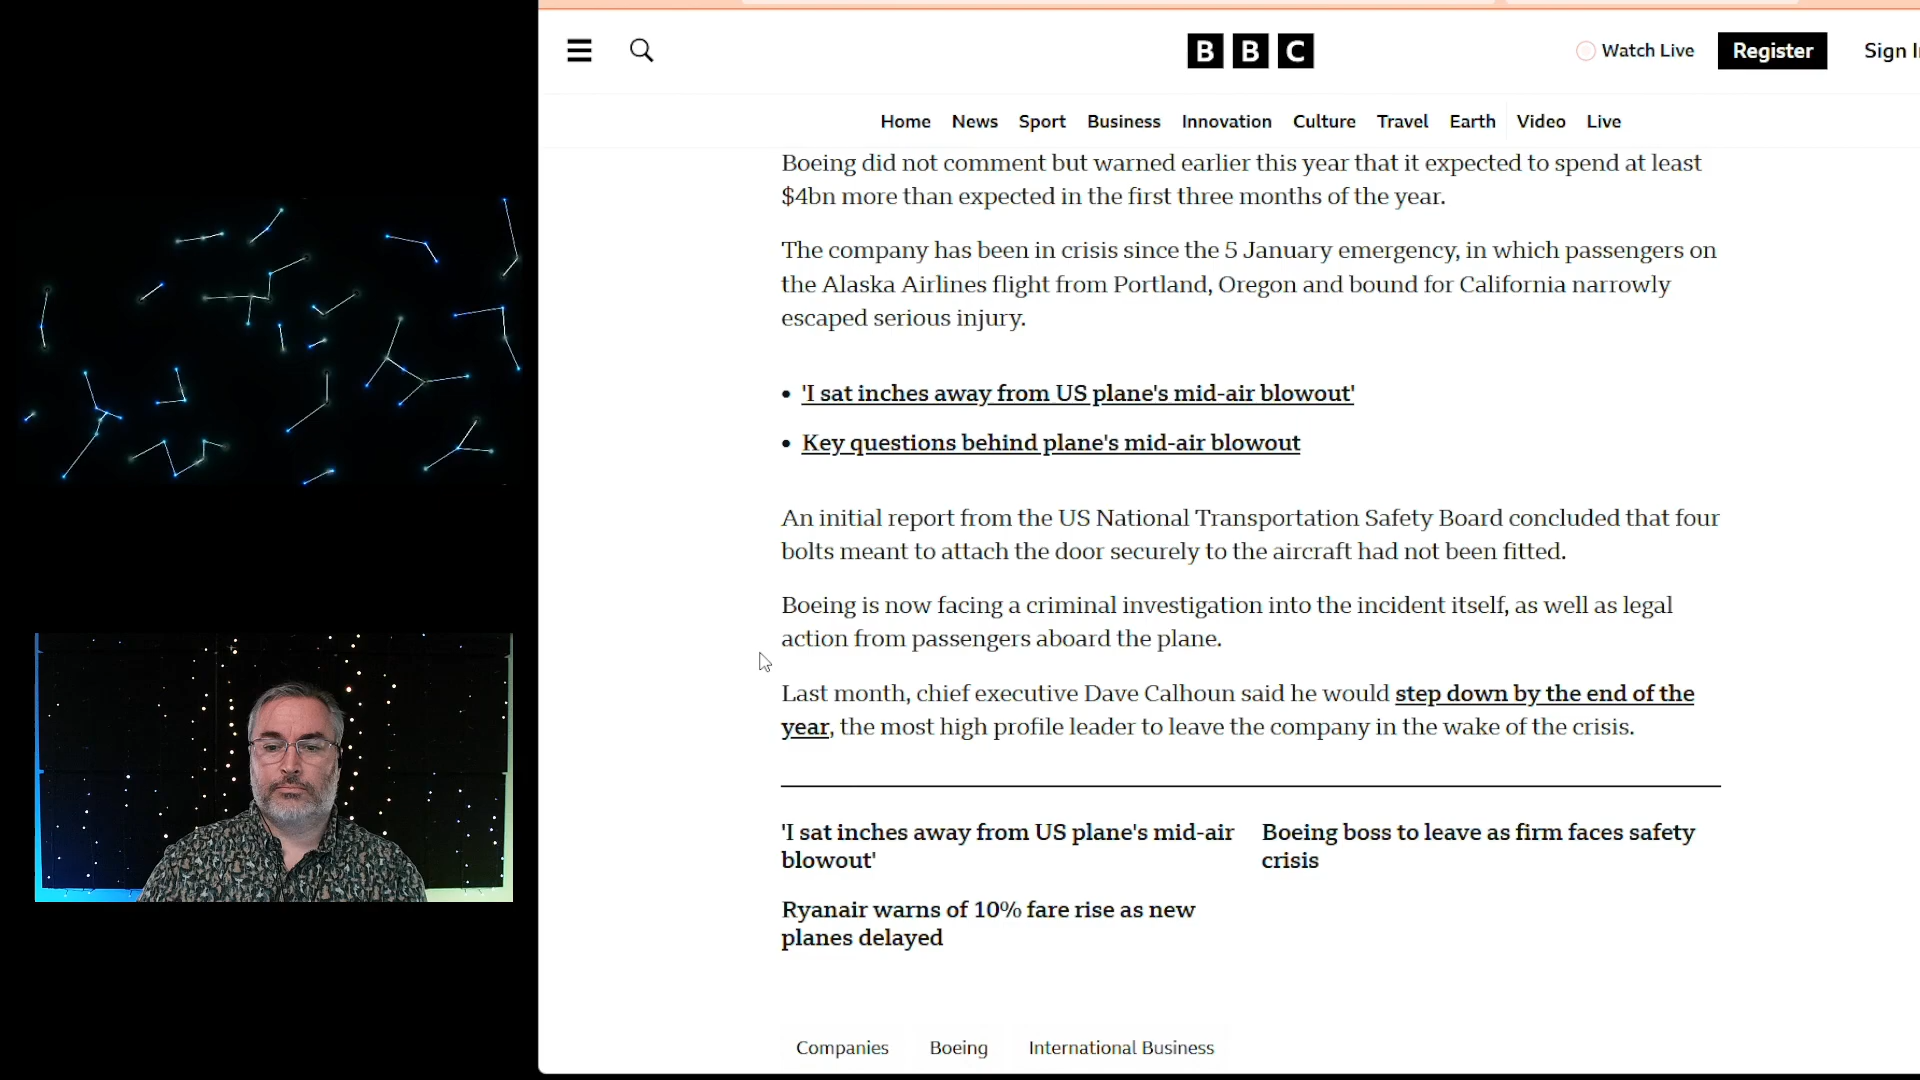 BBC
Watch Live
Register
Sign I
Home News Sport Business Innovation Culture Travel Earth Video Live
Boeing did not comment but warned earlier this year that it expected to spend at least
$4bn more than expected in the first three months of the year.
The company has been in crisis since the 5 January emergency, in which passengers on
the Alaska Airlines flight from Portland, Oregon and bound for California narrowly
escaped serious injury.
• 'I sat inches away from US plane's mid-air blowout'
• Key questions behind plane's mid-air blowout
An initial report from the US National Transportation Safety Board concluded that four
bolts meant to attach the door securely to the aircraft had not been fitted.
Boeing is now facing a criminal investigation into the incident itself, as well as legal
action from passengers aboard the plane.
Last month, chief executive Dave Calhoun said he would step down by the end of the
year, the most high profile leader to leave the company in the wake of the crisis.
'I sat inches away from US plane's mid-air
blowout'
Boeing boss to leave as firm faces safety
crisis
Ryanair warns of 10% fare rise as new
planes delayed
Companies Boeing International Business